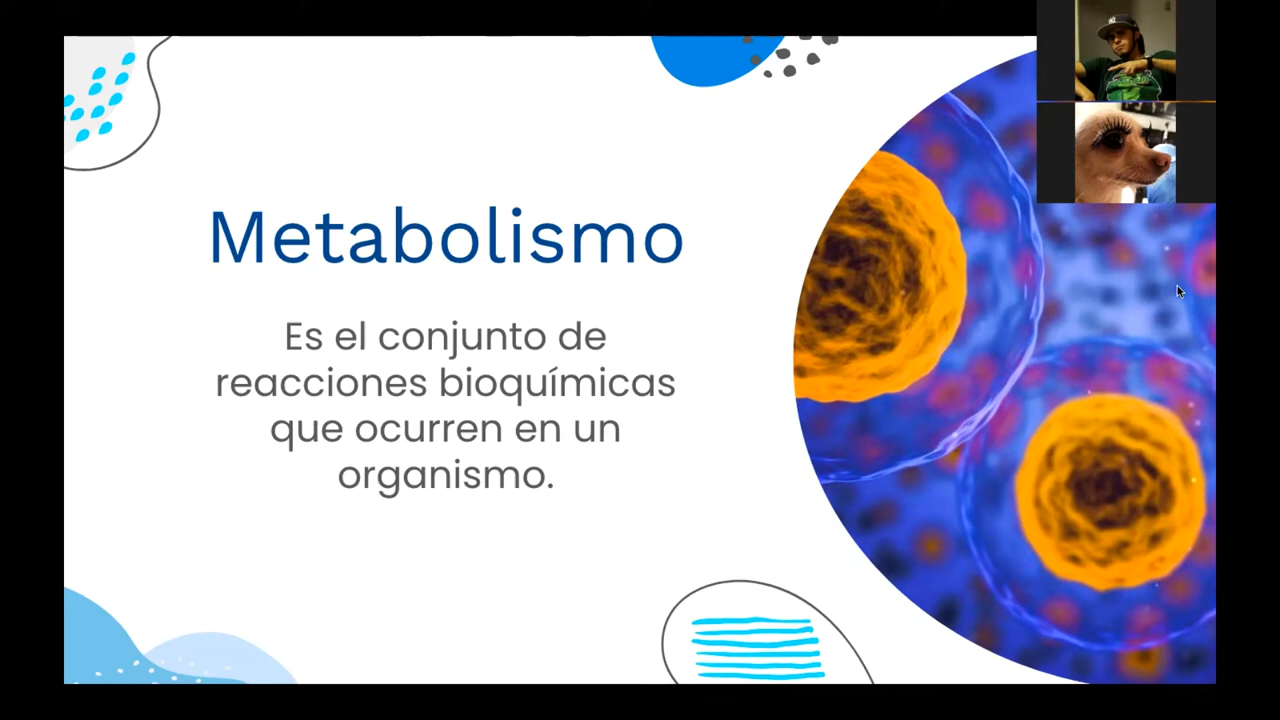 Metabolismo
Es el conjunto de
reacciones bioquímicas
que ocurren en un
organismo.